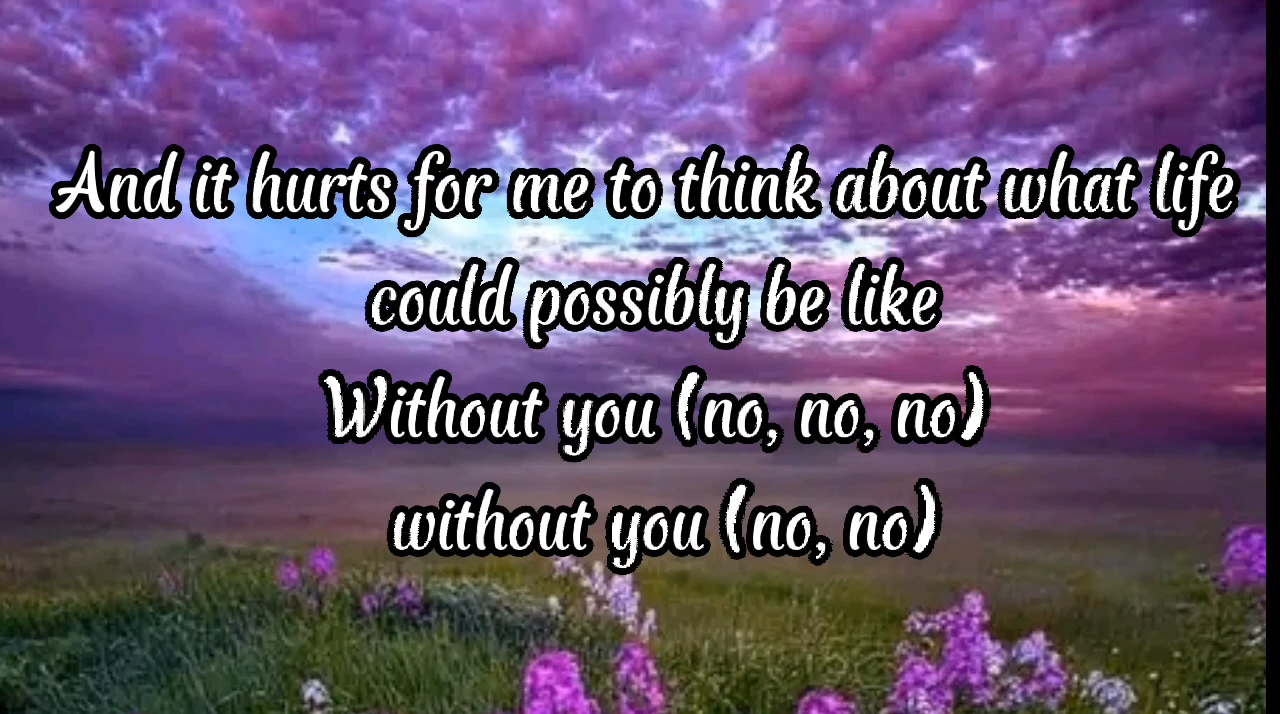 And it hurts for me to think about what life
could possibly be like
Without you (no, no, no)
without you (no, no)